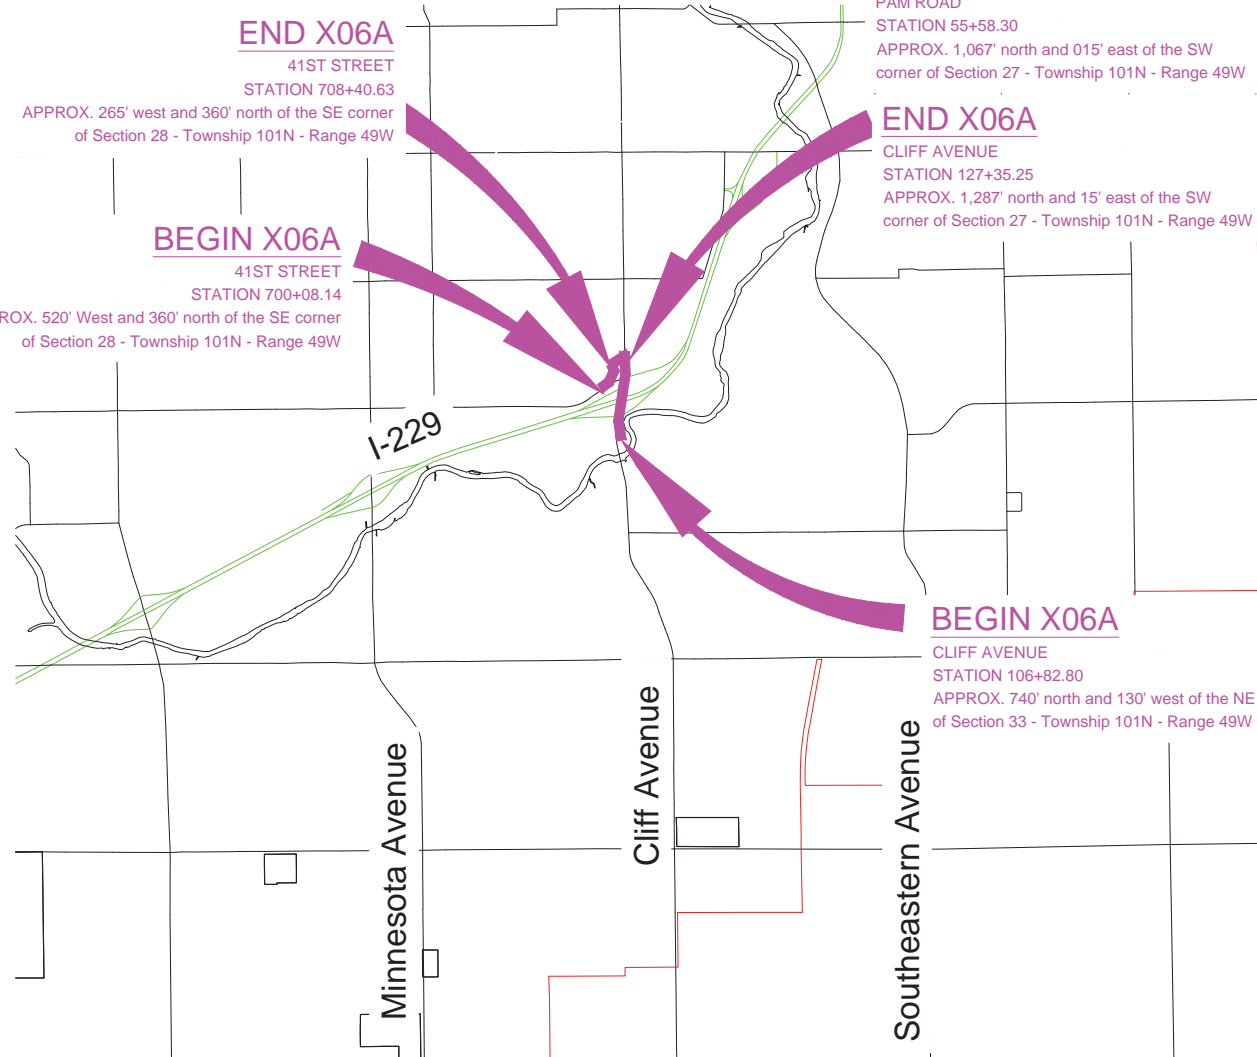 END X06A
41ST STREET
STATION 708+40.63
APPROX. 265' west and 360' north of the SE corner
of Section 28 - Township 101N - Range 49W
PAM ROAD
STATION 55+58.30
APPROX. 1,067' north and 015' east of the SW
corner of Section 27 - Township 101N - Range 49W
END X06A
CLIFF AVENUE
STATION 127+35.25
APPROX. 1,287' north and 15' east of the SW
corner of Section 27 - Township 101N - Range 49W
BEGIN X06A
41ST STREET
STATION 700+08.14
ROX. 520' West and 360' north of the SE corner
of Section 28 - Township 101N - Range 49W
I-229
BEGIN X06A
CLIFF AVENUE
STATION 106+82.80
APPROX. 740' north and 130' west of the NE
of Section 33 - Township 101N - Range 49W
Minnesota Avenue
Cliff Avenue
Southeastern Avenue